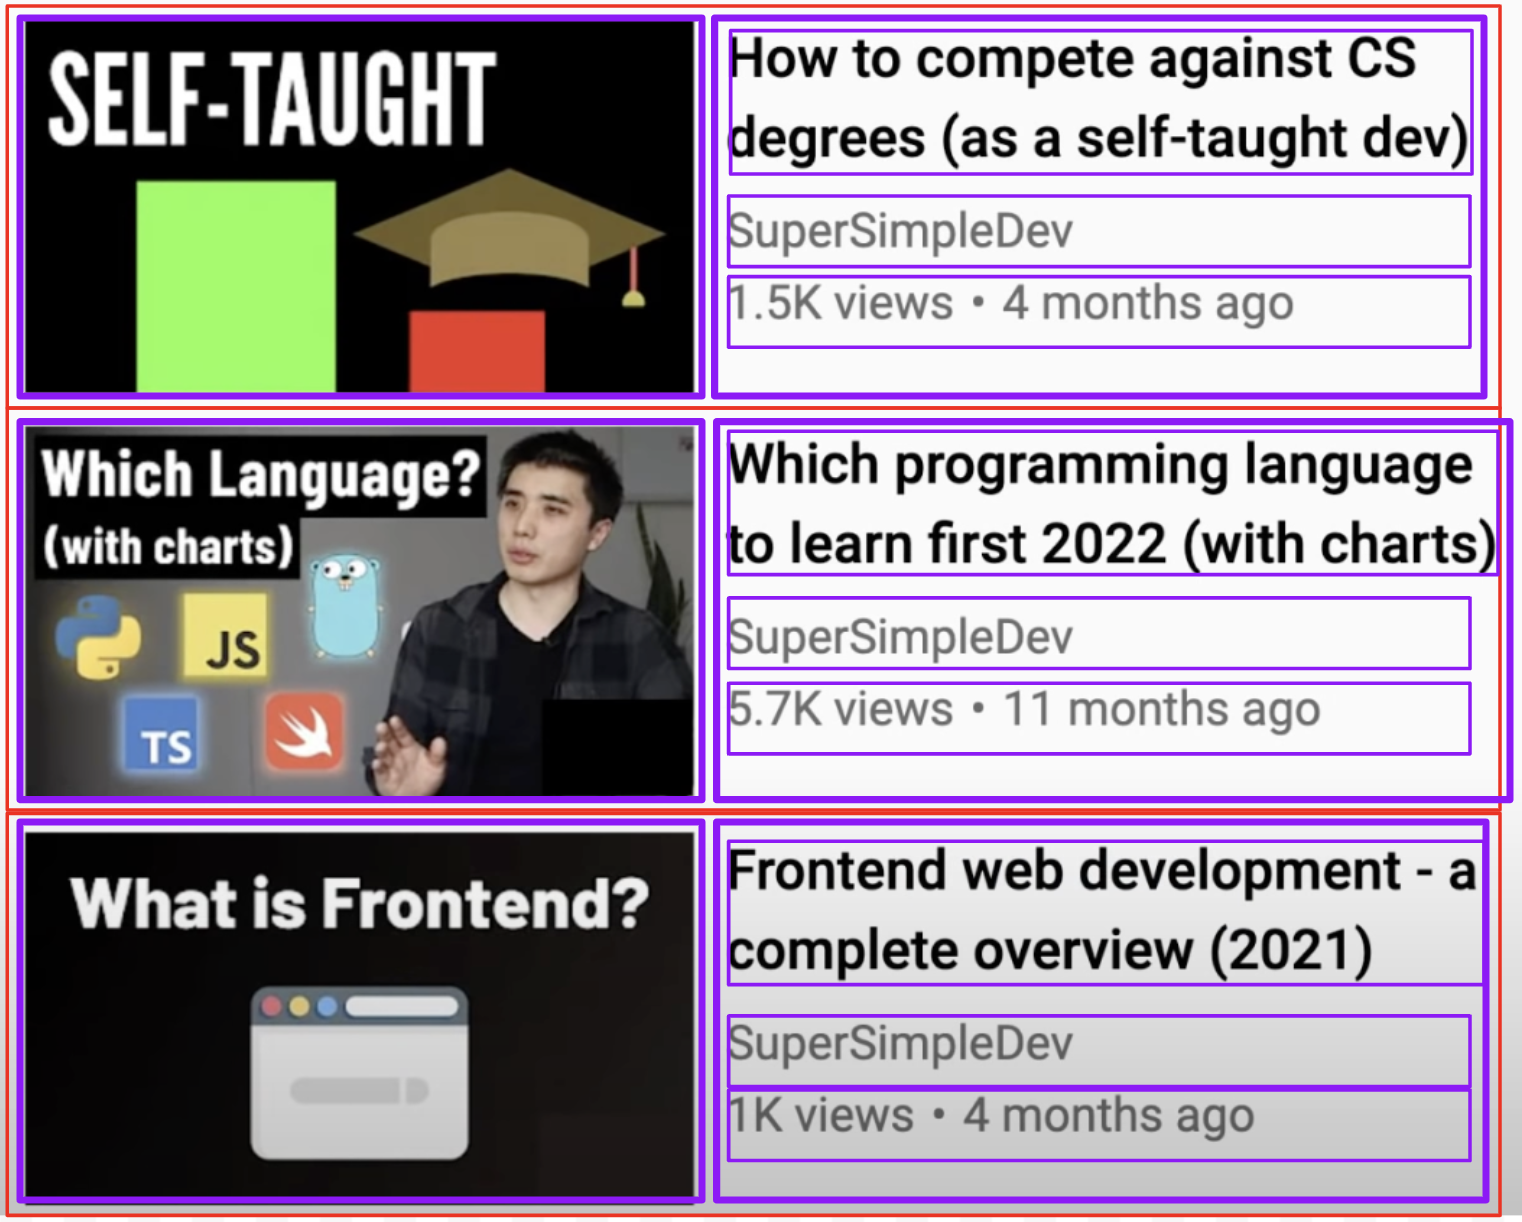 SELF-TAUGHT
How to compete against CS
degrees (as a self-taught dev)
SuperSimpleDev
1.5K views • 4 months ago
Which Language?
(with charts)
JS
TS
Which programming language
to learn first 2022 (with charts)
SuperSimpleDev
5.7K views • 11 months ago
What is Frontend?
Frontend web development - a
complete overview (2021)
SuperSimpleDev
1K views • 4 months ago